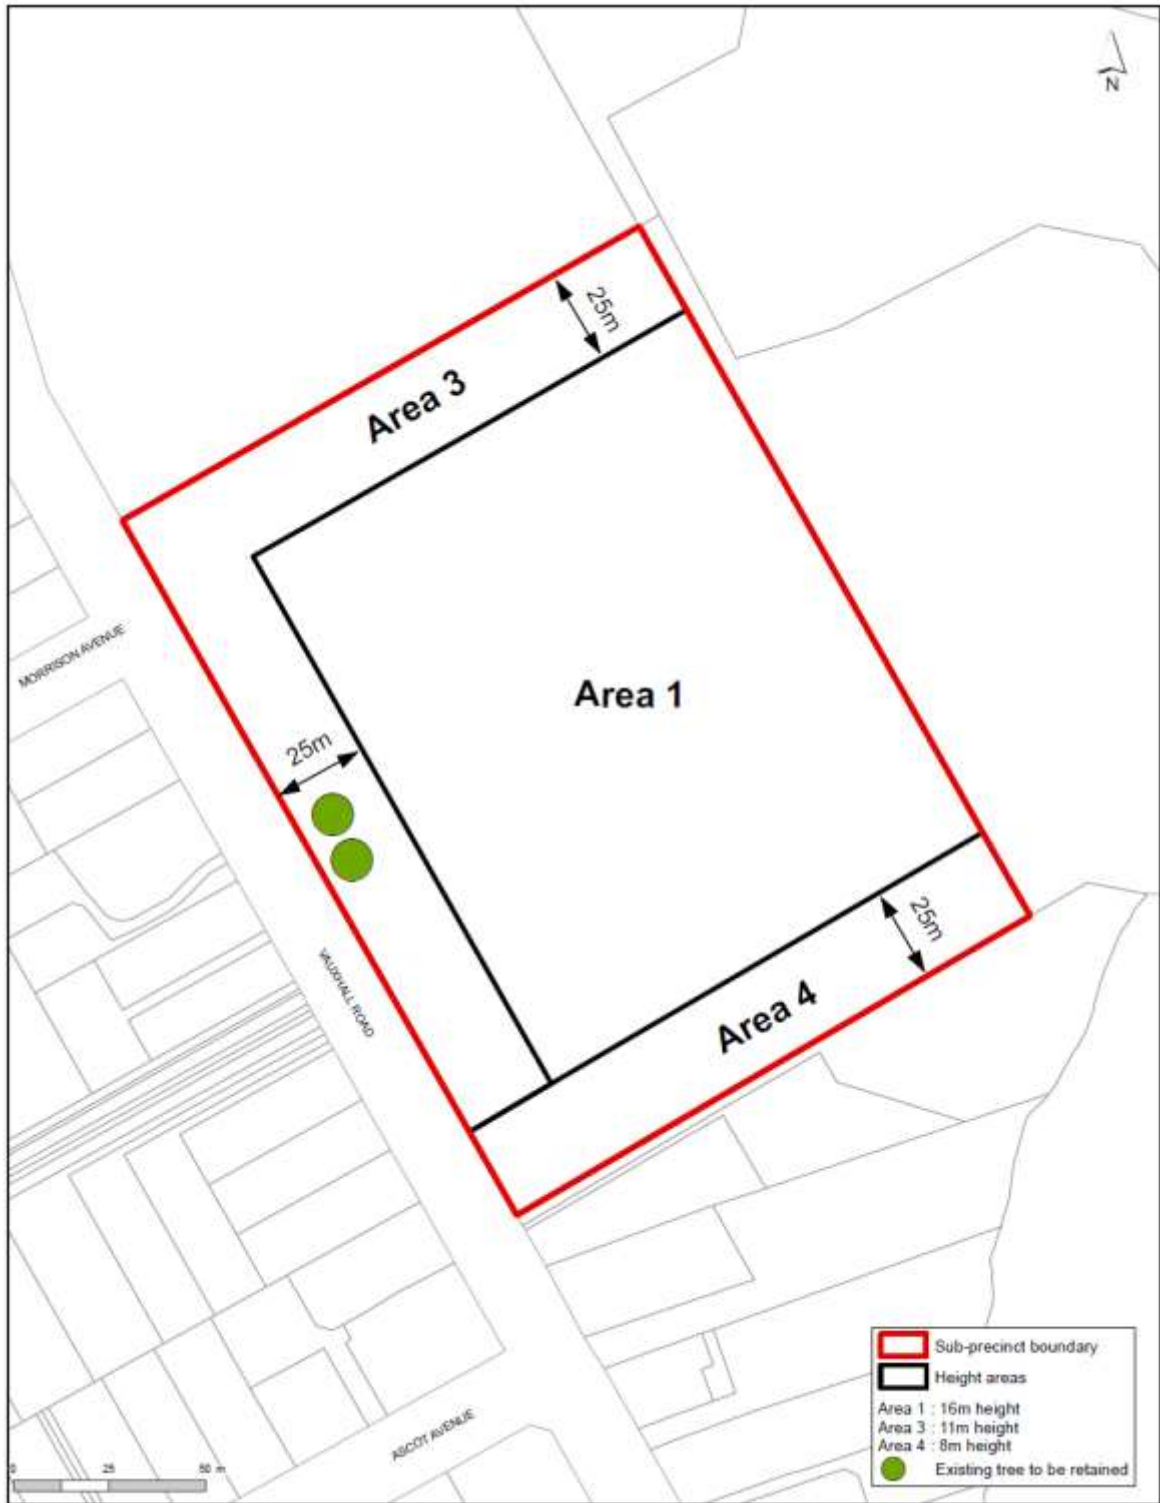 N
25m
Area 3
MORRISON AVENUE
Area 1
25m
25m
VAUXHALL ROAD
Area 4
Sub-precinct boundary
Height areas
Area 1 : 16m height
Area 3 : 11m height
Area 4 : 8m height
Existing tree to be retained
ASCOT AVENUE
0 25 50 m